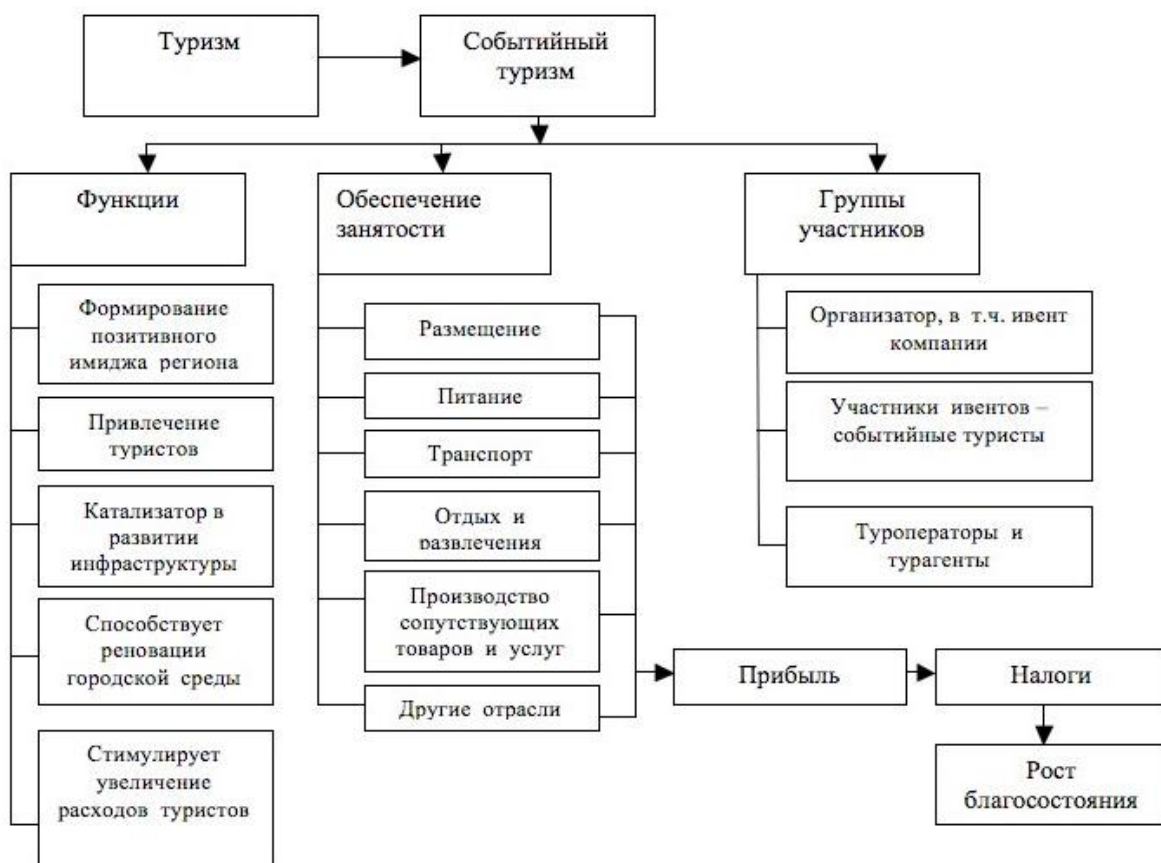 Туризм
Событийный
туризм
Функции
Обеспечение
занятости
Группы
участников
Формирование
позитивного
имиджа региона
Привлечение
туристов
Катализатор в
развитии
инфраструктуры
Способствует
реновации
городской среды
Стимулирует
увеличение
расходов туристов
Размещение
Питание
Транспорт
Отдых и
развлечения
Производство
сопутствующих
товаров и услуг
Другие отрасли
Организатор, в т.ч. ивент
компании
Участники ивентов –
событийные туристы
Туроператоры и
турагенты
Прибыль
Налоги
Рост
благосостояния